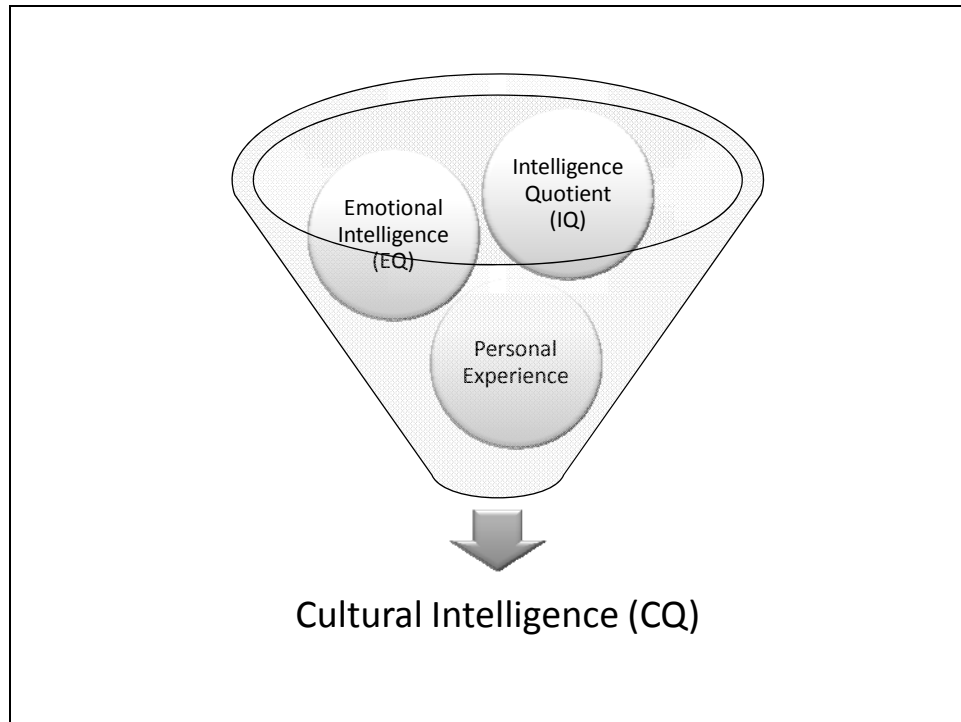 Emotional
Intelligence
(EQ)
Intelligence
Quotient
(IQ)
Personal
Experience
Cultural Intelligence (CQ)